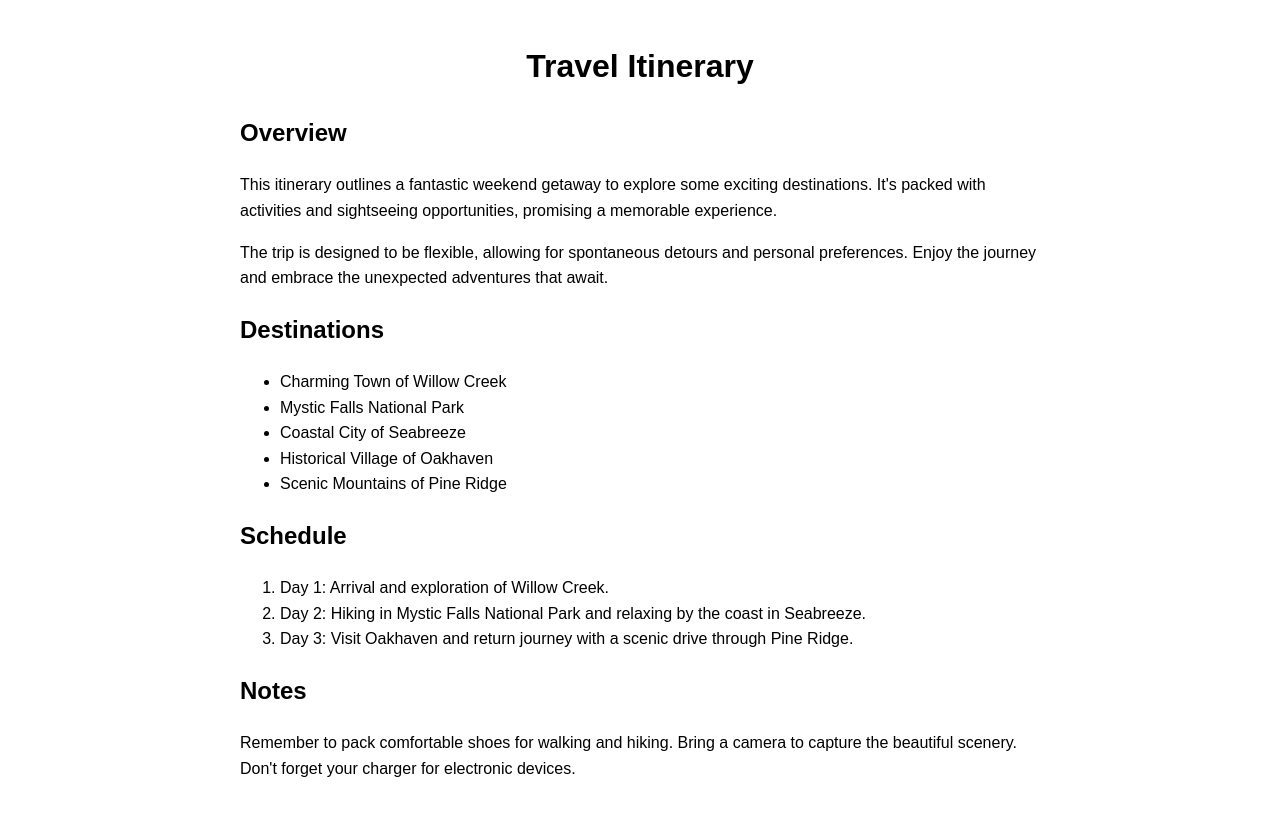 Travel Itinerary
Overview
This itinerary outlines a fantastic weekend getaway to explore some exciting destinations. It's packed with
activities and sightseeing opportunities, promising a memorable experience.
The trip is designed to be flexible, allowing for spontaneous detours and personal preferences. Enjoy the journey
and embrace the unexpected adventures that await.
Destinations
• Charming Town of Willow Creek
• Mystic Falls National Park
• Coastal City of Seabreeze
• Historical Village of Oakhaven
• Scenic Mountains of Pine Ridge
Schedule
1. Day 1: Arrival and exploration of Willow Creek.
2. Day 2: Hiking in Mystic Falls National Park and relaxing by the coast in Seabreeze.
3. Day 3: Visit Oakhaven and return journey with a scenic drive through Pine Ridge.
Notes
Remember to pack comfortable shoes for walking and hiking. Bring a camera to capture the beautiful scenery.
Don't forget your charger for electronic devices.